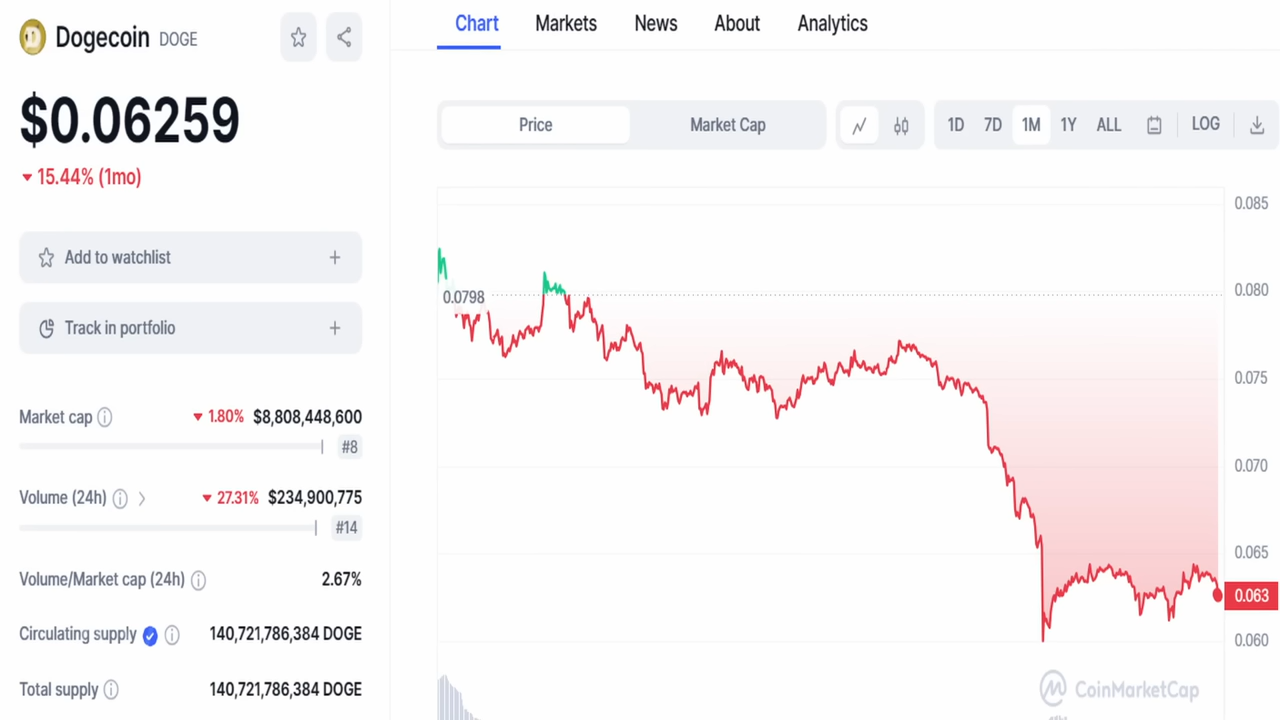 Dogecoin DOGE
$0.06259
15.44% (1mo)
Add to watchlist +
Track in portfolio +
Market cap 1.80% $8,808,448,600
#8
Volume (24h) 27.31% $234,900,775
#14
Volume/Market cap (24h) 2.67%
Circulating supply 140,721,786,384 DOGE
Total supply 140,721,786,384 DOGE
Chart Markets News About Analytics
Price Market Cap 1D 7D 1M 1Y ALL LOG
0.085
0.0798
0.080
0.075
0.070
0.065
0.063
0.060
CoinMarketCap